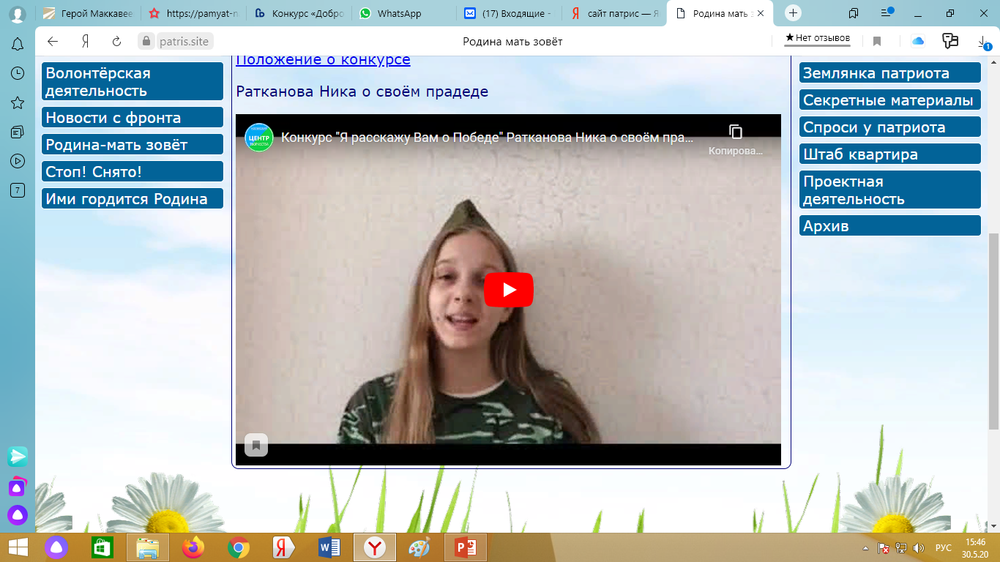 Герой Маккавее
https://pamyat-n
Конкурс «Добро
WhatsApp
(17) Входящие -
сайт патрис — Я
Родина мать з
patris.site
Родина мать зовёт
★Нет отзывов
1
7
Волонтёрская
деятельность
Новости с фронта
Родина-мать зовёт
Стоп! Снято!
Ими гордится Родина
Положение о конкурсе
Ратканова Ника о своём прадеде
ЦЕНТР
ТВОРЧЕСТВА
Конкурс "Я расскажу Вам о Победе" Ратканова Ника о своём пра...
Копирова...
Землянка патриота
Секретные материалы
Спроси у патриота
Штаб квартира
Проектная
деятельность
Архив
РУС
15:46
30.5.20